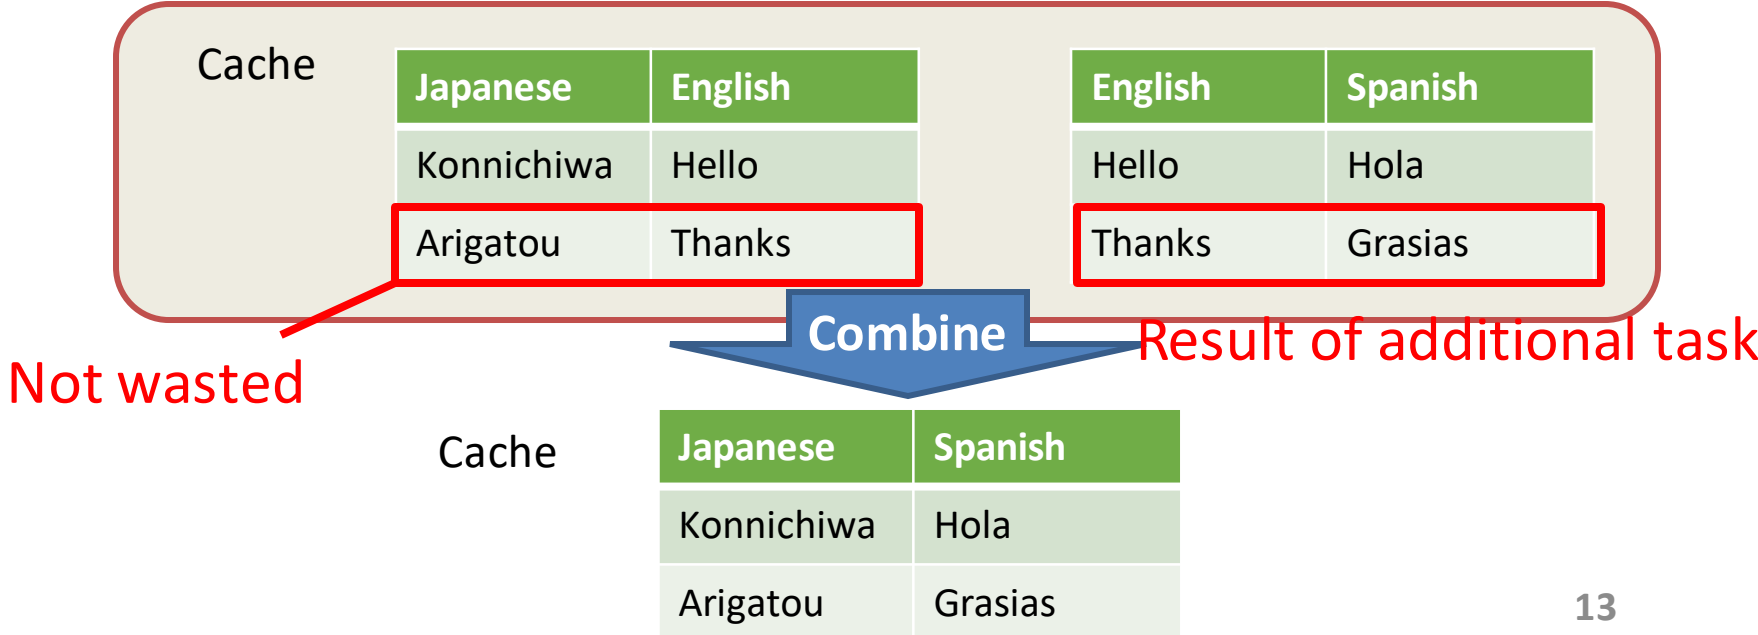 Cache
Japanese English
Konnichiwa Hello
Arigatou Thanks
English Spanish
Hello Hola
Thanks Grasias
Not wasted
Combine
Result of additional task
Cache
Japanese Spanish
Konnichiwa Hola
Arigatou Grasias
13